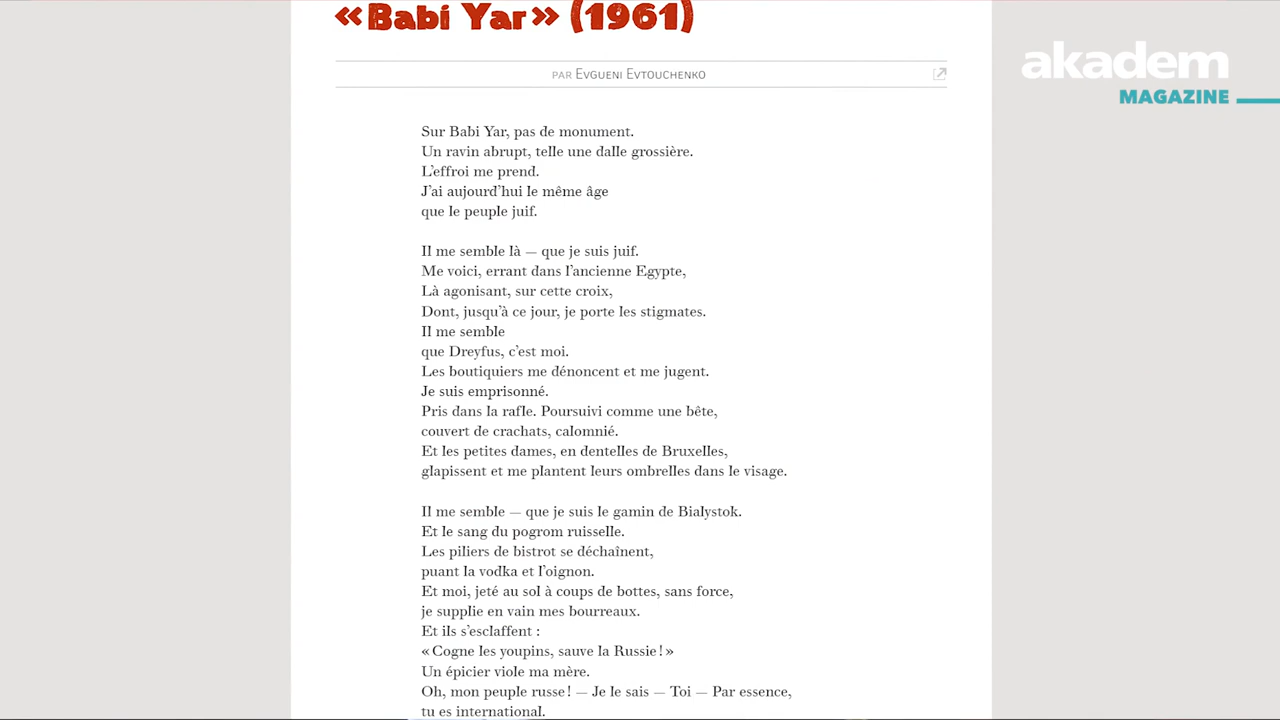 «Babi Yar» (1961)
akadem
MAGAZINE
PAR EVGUENI EVTOUCHENKO
Sur Babi Yar, pas de monument.
Un ravin abrupt, telle une dalle grossière.
L'effroi me prend.
J'ai aujourd'hui le même âge
que le peuple juif.
Il me semble là — que je suis juif.
Me voici, errant dans l'ancienne Egypte,
Là agonisant, sur cette croix,
Dont, jusqu'à ce jour, je porte les stigmates.
Il me semble
que Dreyfus, c'est moi.
Les boutiquiers me dénoncent et me jugent.
Je suis emprisonné.
Pris dans la rafle. Poursuivi comme une bête,
couvert de crachats, calomnié.
Et les petites dames, en dentelles de Bruxelles,
glapissent et me plantent leurs ombrelles dans le visage.
Il me semble — que je suis le gamin de Bialystok.
Et le sang du pogrom ruisselle.
Les piliers de bistrot se déchaînent,
puant la vodka et l'oignon.
Et moi, jeté au sol à coups de bottes, sans force,
je supplie en vain mes bourreaux.
Et ils s'esclaffent :
«Cogne les youpins, sauve la Russie!»
Un épicier viole ma mère.
Oh, mon peuple russe! — Je le sais — Toi — Par essence,
tu es international.